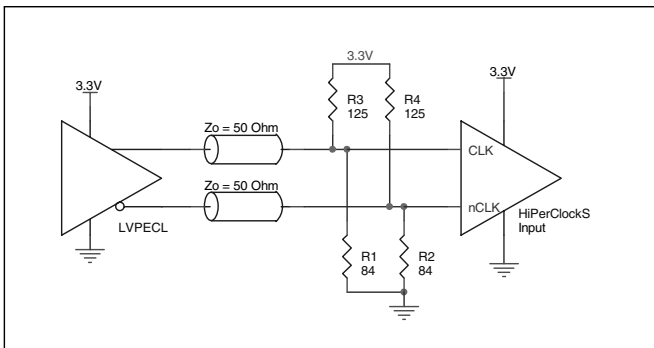 3.3V
3.3V
3.3V
R3
125
R4
125
Zo = 50 Ohm
CLK
Zo = 50 Ohm
nCLK
HiPerClockS
Input
LVPECL
R1
84
R2
84